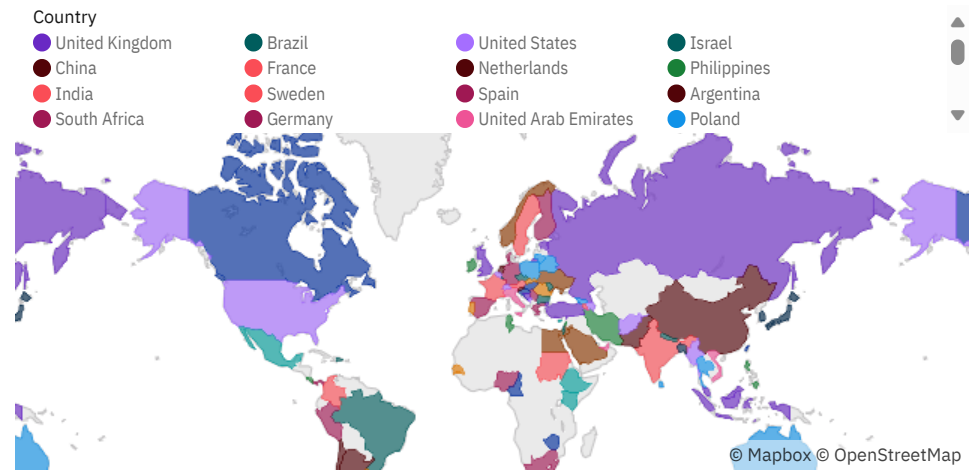 Country
United Kingdom Brazil United States Israel
China France Netherlands Philippines
India Sweden Spain Argentina
South Africa Germany United Arab Emirates Poland
© Mapbox © OpenStreetMap